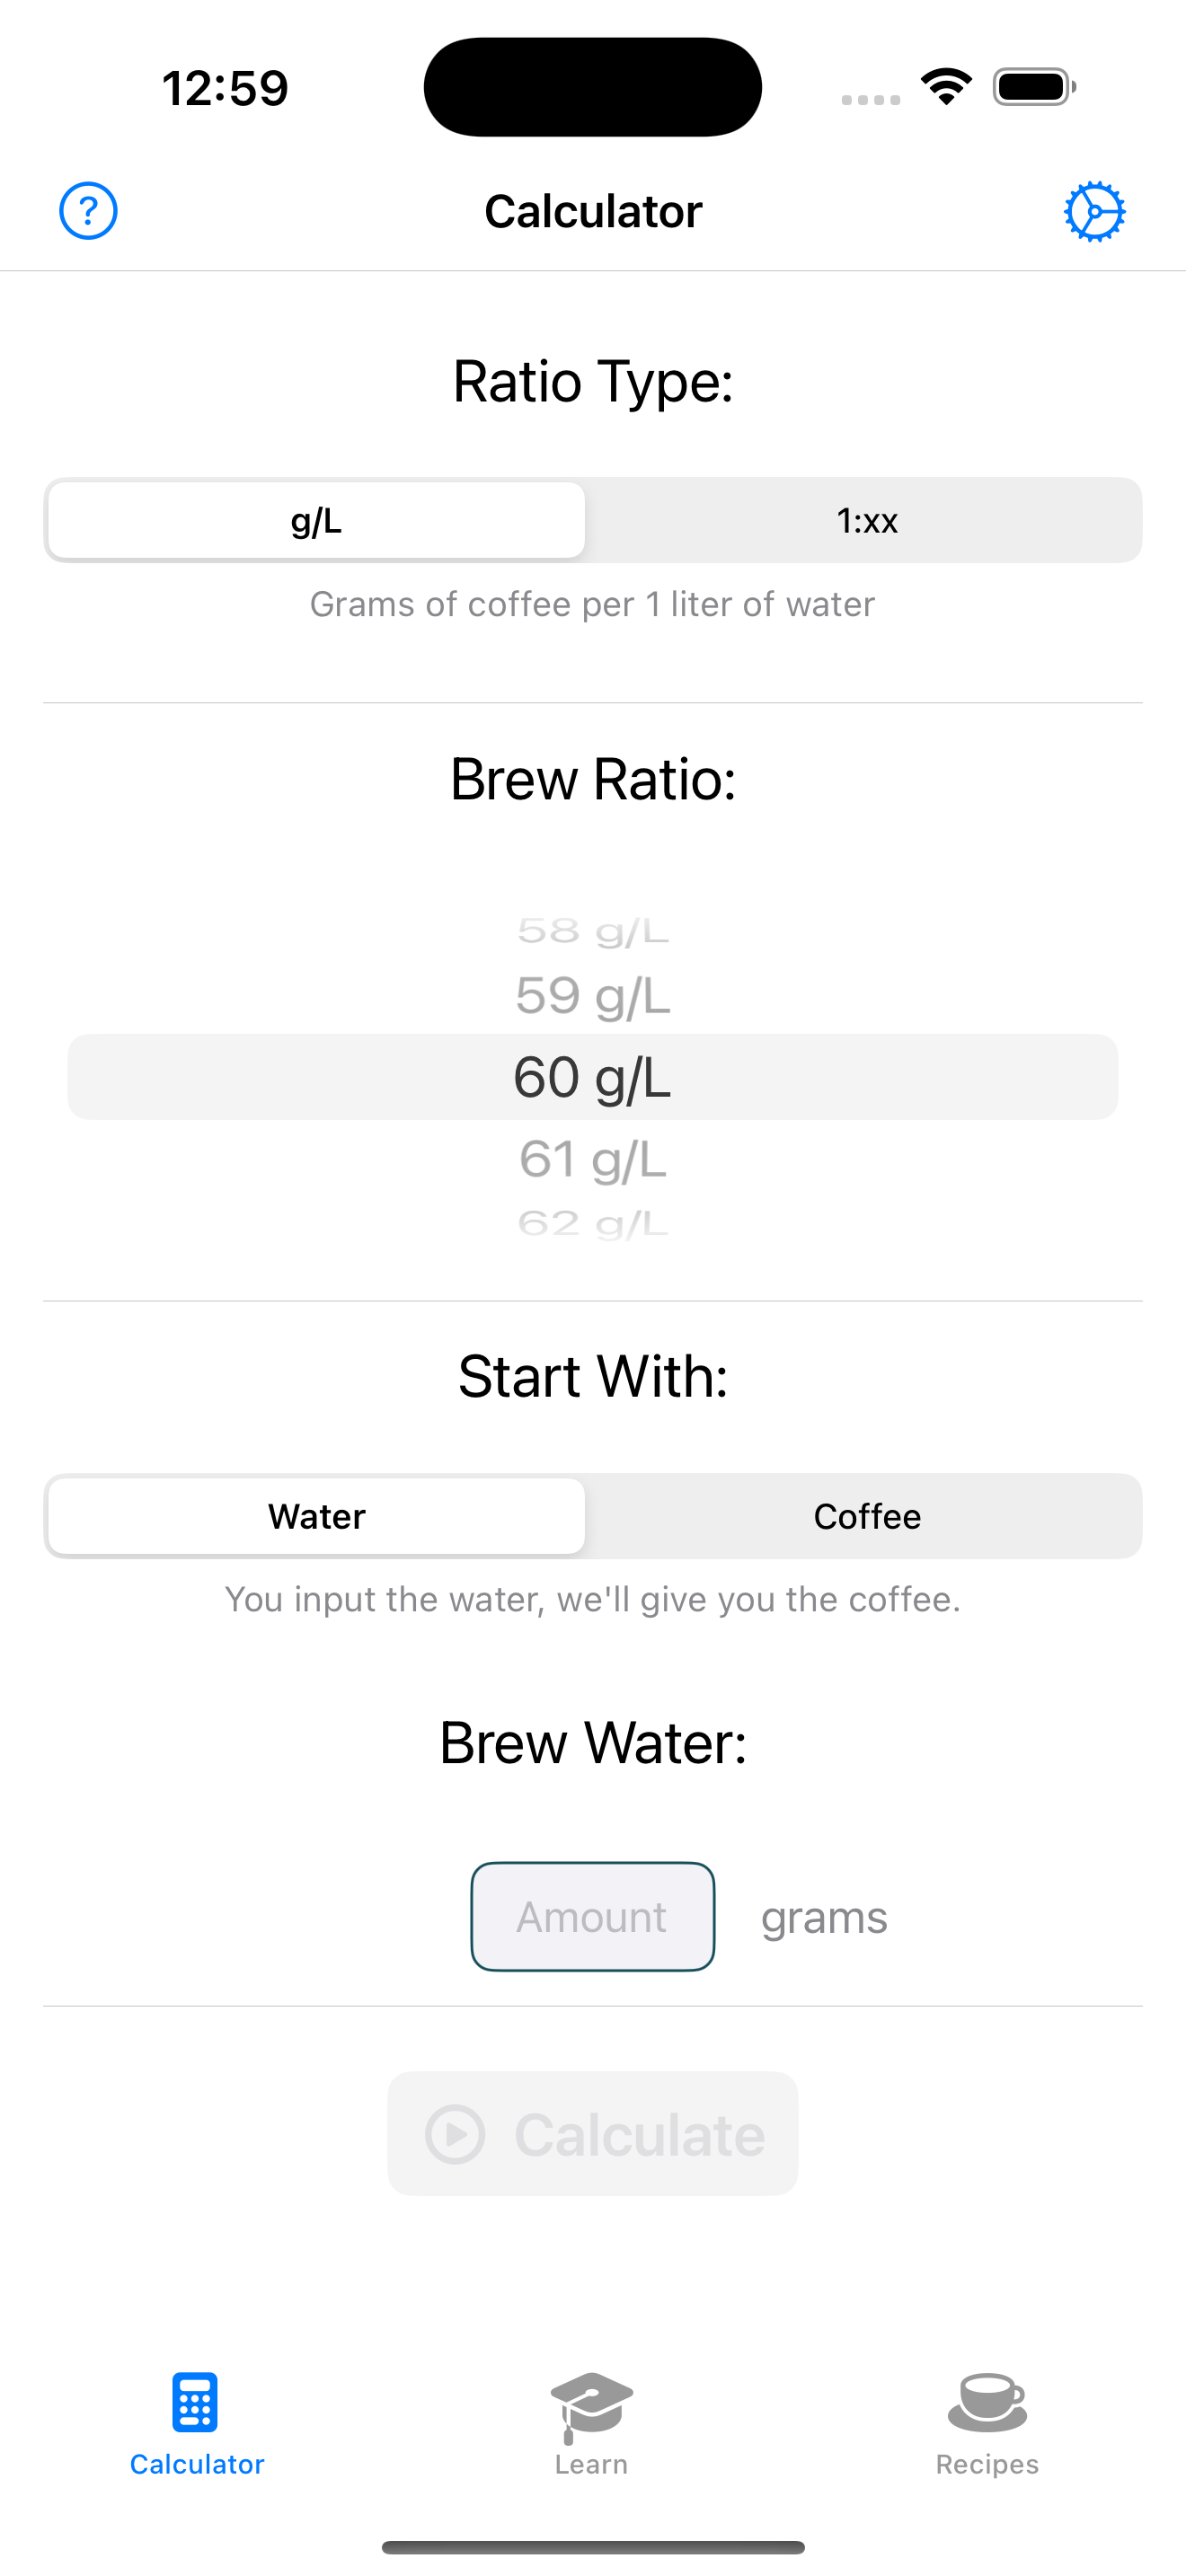 12:59
?
Calculator
Ratio Type:
g/L 1:xx
Grams of coffee per 1 liter of water
Brew Ratio:
58 g/L
59 g/L
60 g/L
61 g/L
62 g/L
Start With:
Water Coffee
You input the water, we'll give you the coffee.
Brew Water:
Amount grams
Calculate
Calculator Learn Recipes